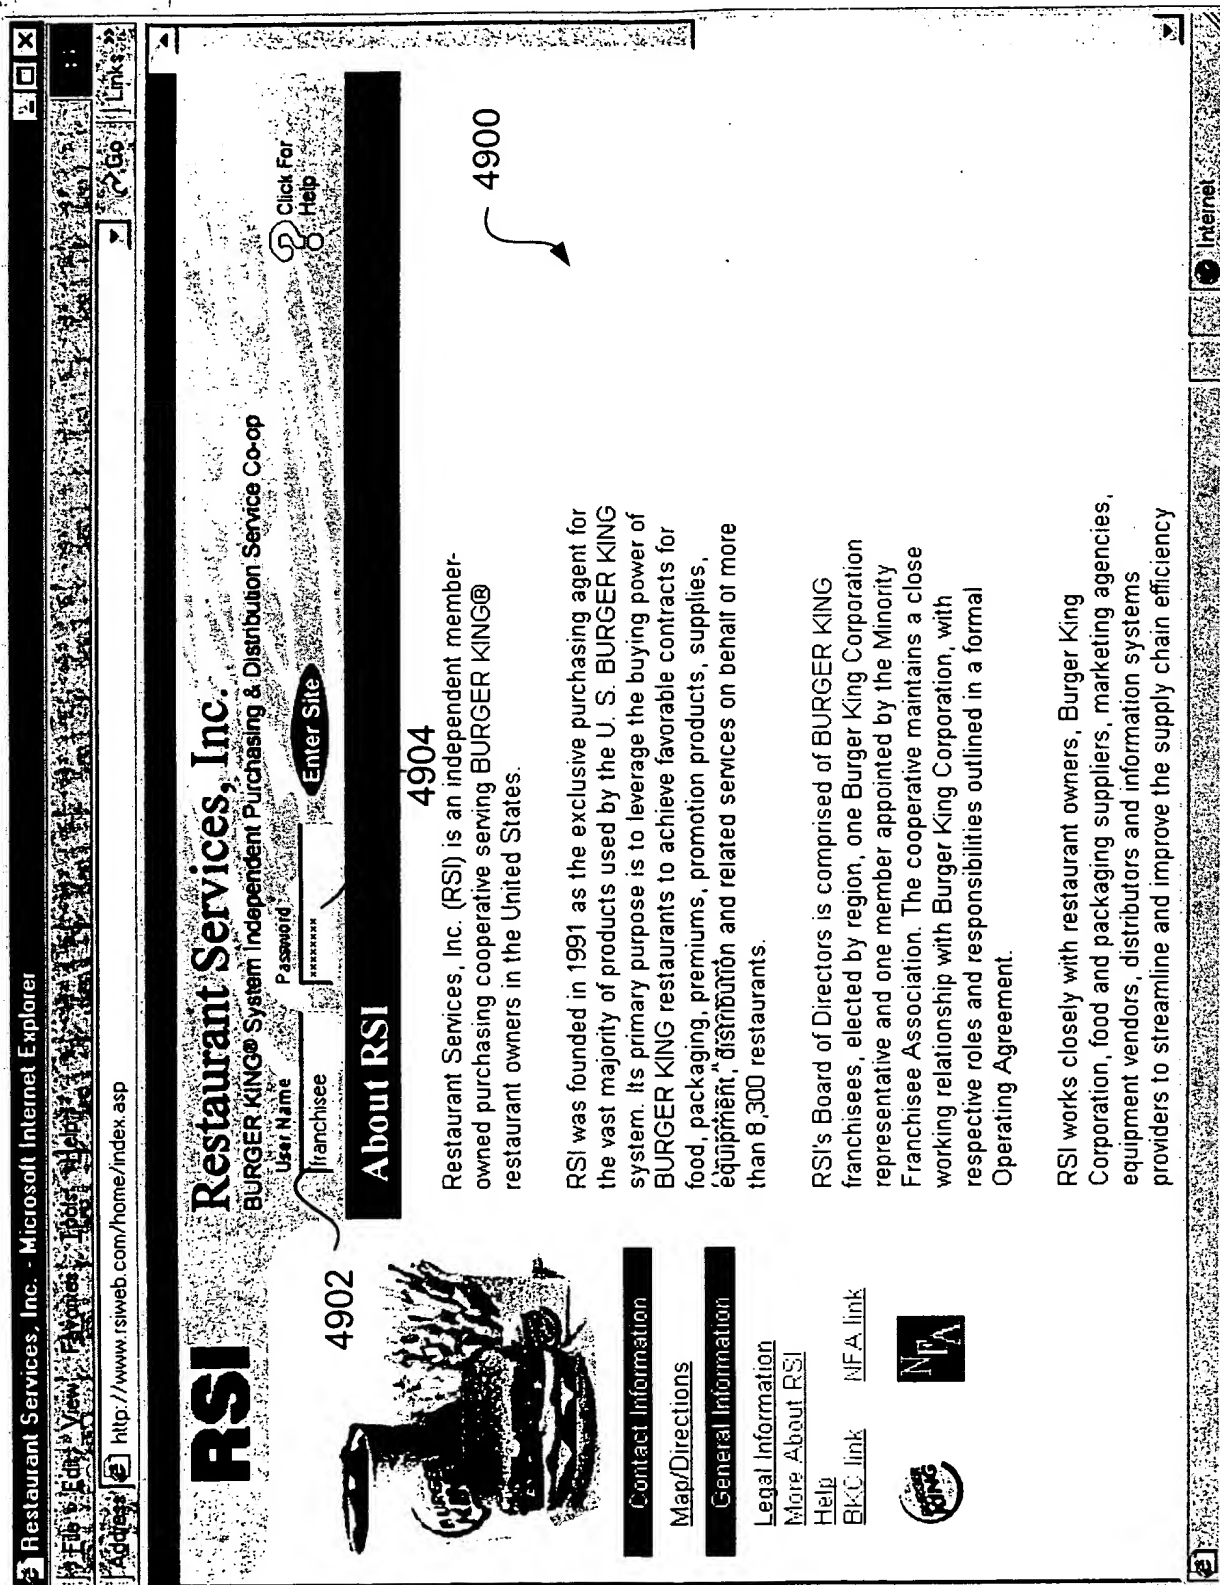 Restaurant Services, Inc. - Microsoft Internet Explorer
File Edit View Favorites Tools Help
Address http://www.rsiweb.com/home/index.asp Go Links »
RSI
Restaurant Services, Inc.
BURGER KING® System Independent Purchasing & Distribution Service Co-op
User Name Password
franchisee ******** Enter Site
Click For
Help
4902
4904
4900
About RSI
Restaurant Services, Inc. (RSI) is an independent member-
owned purchasing cooperative serving BURGER KING®
restaurant owners in the United States.
RSI was founded in 1991 as the exclusive purchasing agent for
the vast majority of products used by the U. S. BURGER KING
system. Its primary purpose is to leverage the buying power of
BURGER KING restaurants to achieve favorable contracts for
food, packaging, premiums, promotion products, supplies,
equipment, distribution and related services on behalf of more
than 8,300 restaurants.
RSI's Board of Directors is comprised of BURGER KING
franchisees, elected by region, one Burger King Corporation
representative and one member appointed by the Minority
Franchisee Association. The cooperative maintains a close
working relationship with Burger King Corporation, with
respective roles and responsibilities outlined in a formal
Operating Agreement.
RSI works closely with restaurant owners, Burger King
Corporation, food and packaging suppliers, marketing agencies,
equipment vendors, distributors and information systems
providers to streamline and improve the supply chain efficiency
Contact Information
Map/Directions
General Information
Legal Information
More About RSI
Help
BKC link NFA link
BURGER KING
NFA
Internet